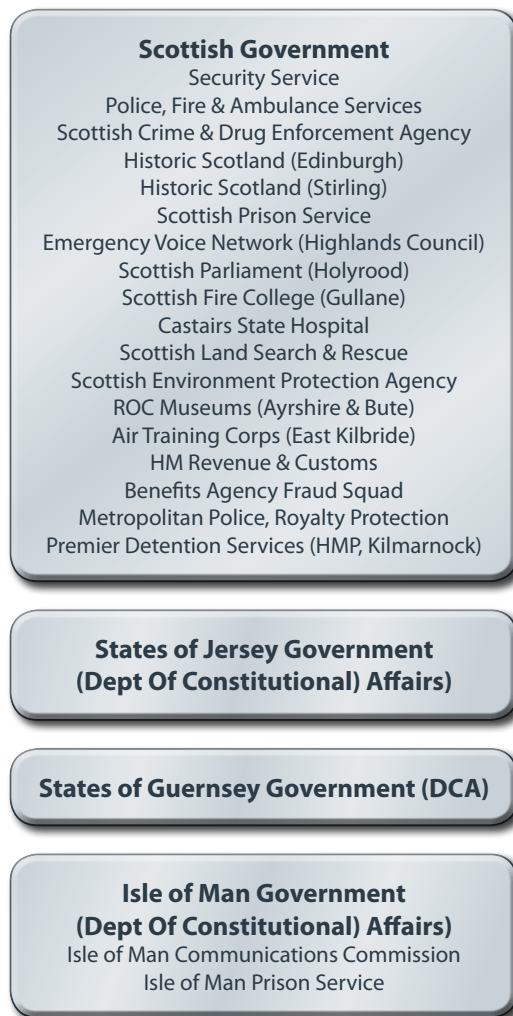 Scottish Government
Security Service
Police, Fire & Ambulance Services
Scottish Crime & Drug Enforcement Agency
Historic Scotland (Edinburgh)
Historic Scotland (Stirling)
Scottish Prison Service
Emergency Voice Network (Highlands Council)
Scottish Parliament (Holyrood)
Scottish Fire College (Gullane)
Castairs State Hospital
Scottish Land Search & Rescue
Scottish Environment Protection Agency
ROC Museums (Ayrshire & Bute)
Air Training Corps (East Kilbride)
HM Revenue & Customs
Benefits Agency Fraud Squad
Metropolitan Police, Royalty Protection
Premier Detention Services (HMP, Kilmarnock)
States of Jersey Government
(Dept Of Constitutional) Affairs)
States of Guernsey Government (DCA)
Isle of Man Government
(Dept Of Constitutional) Affairs)
Isle of Man Communications Commission
Isle of Man Prison Service